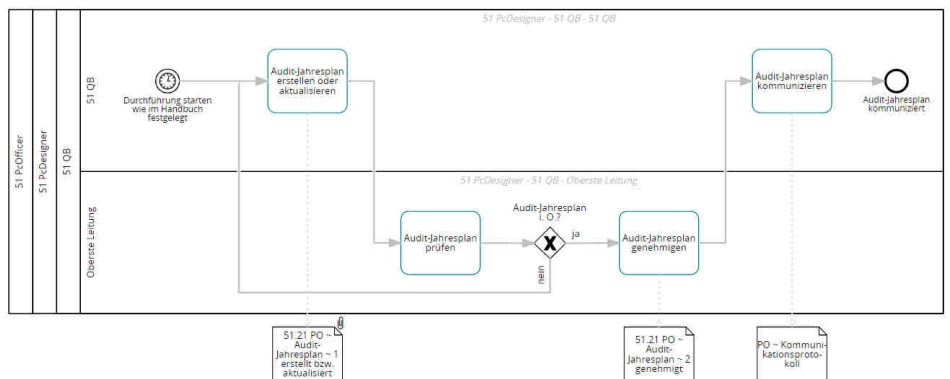 51 PcDesigner - 51 QB - 51 QB
51 PcOfficer
51 PcDesigner
51 QB
51 QB
Durchführung starten
wie im Handbuch
festgelegt
Audit-Jahresplan
erstellen oder
aktualisieren
Audit-Jahresplan
kommunizieren
Audit-Jahresplan
kommuniziert
51 PcDesigner - 51 QB - Oberste Leitung
Oberste Leitung
Audit-Jahresplan
prüfen
Audit-Jahresplan
i. O.?
ja
nein
Audit-Jahresplan
genehmigen
51.21 PO ~
Audit-
Jahresplan ~ 1
erstellt bzw.
aktualisiert
51.21 PO ~
Audit-
Jahresplan ~ 2
genehmigt
PO ~ Kommuni-
kationsproto-
koll